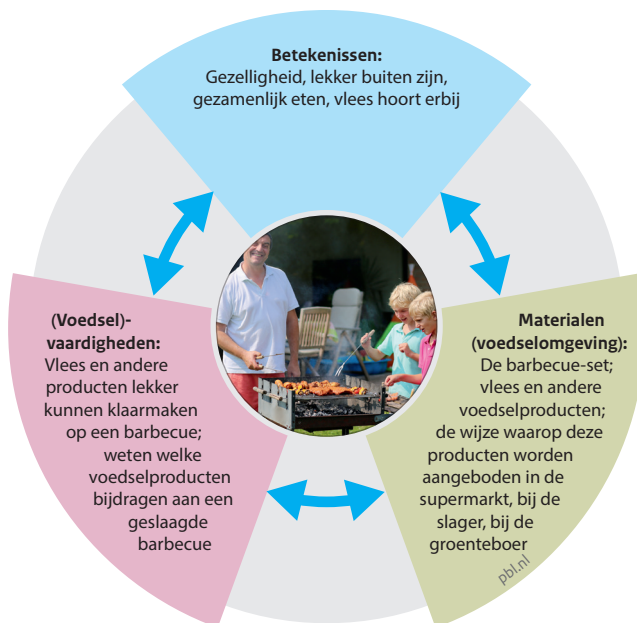 Betekenissen:
Gezelligheid, lekker buiten zijn,
gezamenlijk eten, vlees hoort erbij
(Voedsel)-
vaardigheden:
Vlees en andere
producten lekker
kunnen klaarmaken
op een barbecue;
weten welke
voedselproducten
bijdragen aan een
geslaagde
barbecue
Materialen
(voedselomgeving):
De barbecue-set;
vlees en andere
voedselproducten;
de wijze waarop deze
producten worden
aangeboden in de
supermarkt, bij de
slager, bij de
groenteboer
pbl.nl